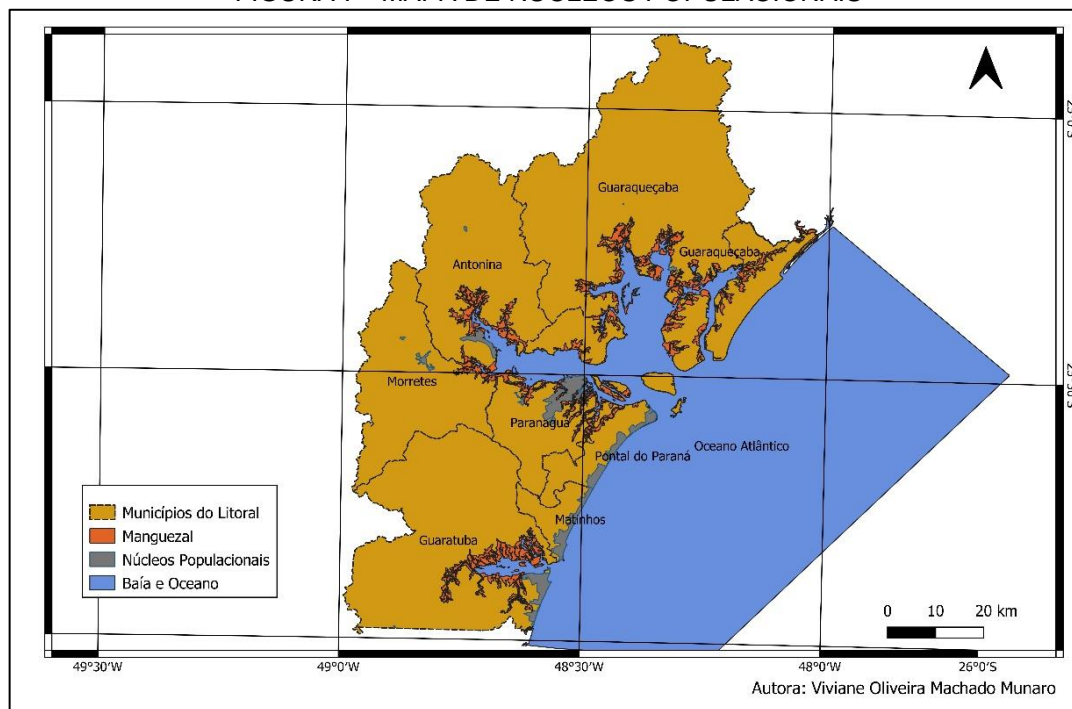 Guaraqueçaba
Guaraqueçaba
Antonina
Morretes
Paranaguá
Pontal do Paraná
Oceano Atlântico
Matinhos
Guaratuba
Municípios do Litoral
Manguezal
Núcleos Populacionais
Baía e Oceano
0 10 20 km
49°3​0'W 49°0'W 48°30'W 48°0'W 26°0'S
Autora: Viviane Oliveira Machado Munaro